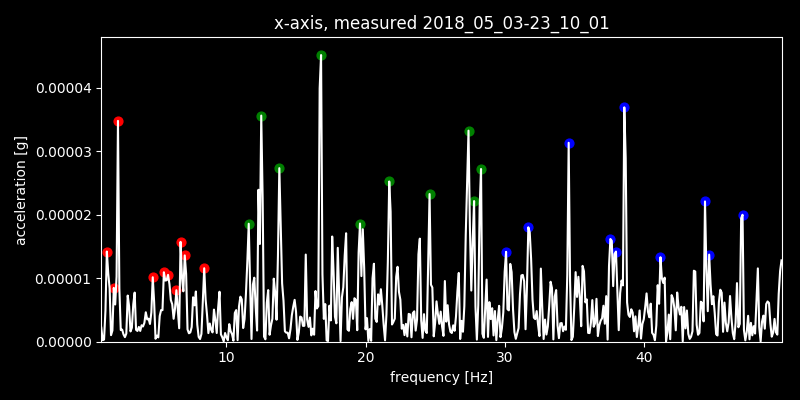 x-axis, measured 2018_05_03-23_10_01
acceleration [g]
0.00004
0.00003
0.00002
0.00001
0.00000
10 20 30 40
frequency [Hz]